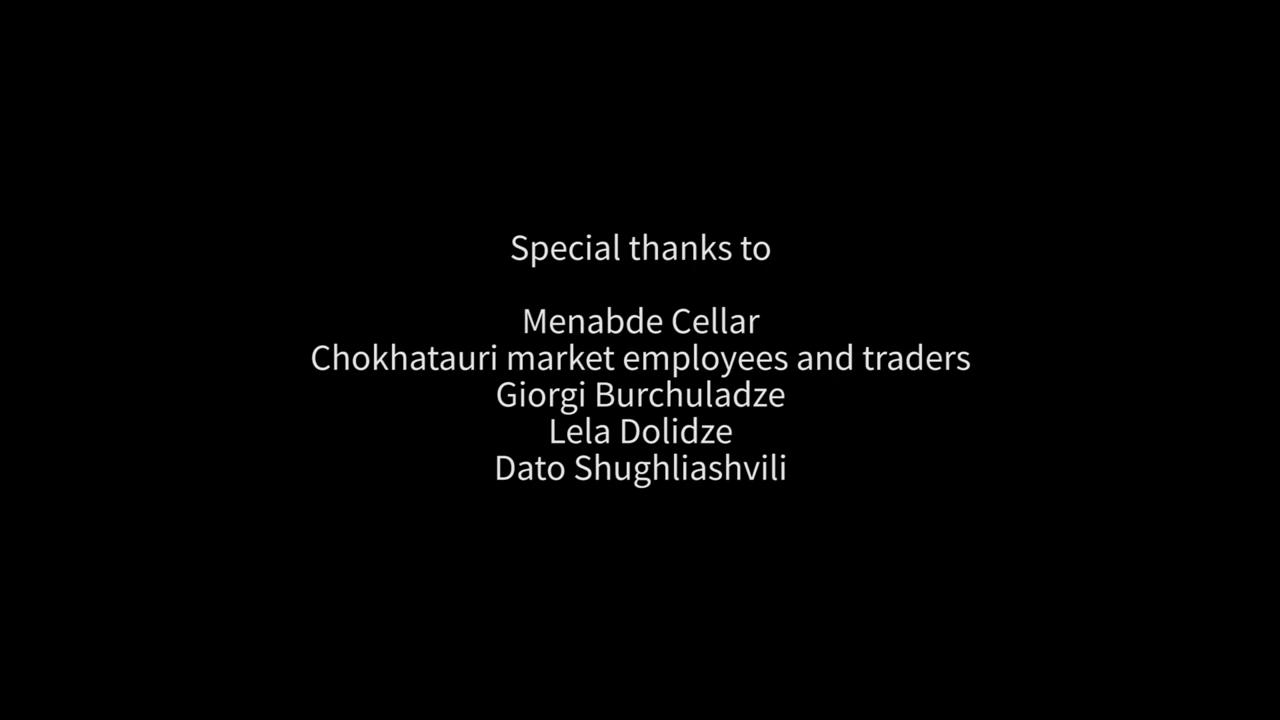 Special thanks to
Menabde Cellar
Chokhatauri market employees and traders
Giorgi Burchuladze
Lela Dolidze
Dato Shughliashvili